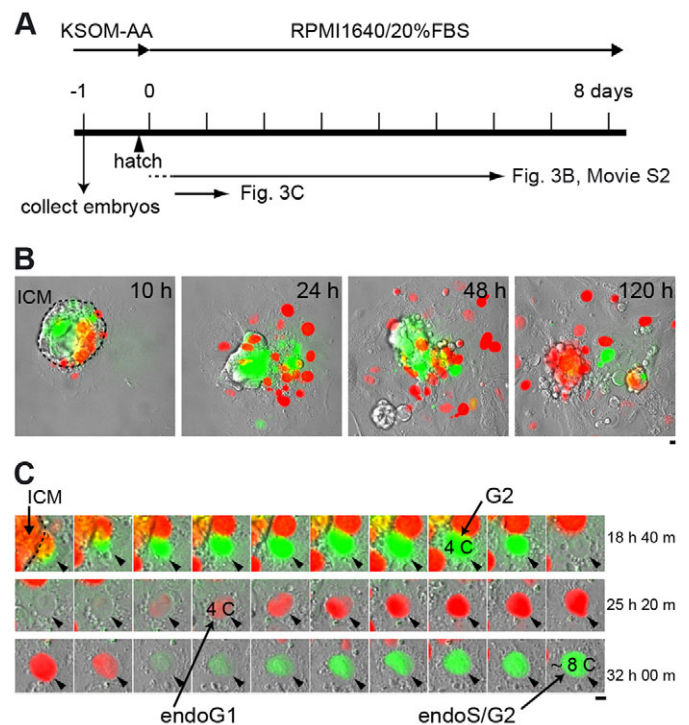 A
KSOM-AA
RPMI1640/20%FBS
-1
0
8 days
hatch
Fig. 3B, Movie S2
Fig. 3C
collect embryos
B
ICM
10 h
24 h
48 h
120 h
C
ICM
G2
4 C
18 h 40 m
4 C
25 h 20 m
~ 8 C
32 h 00 m
endoG1
endoS/G2